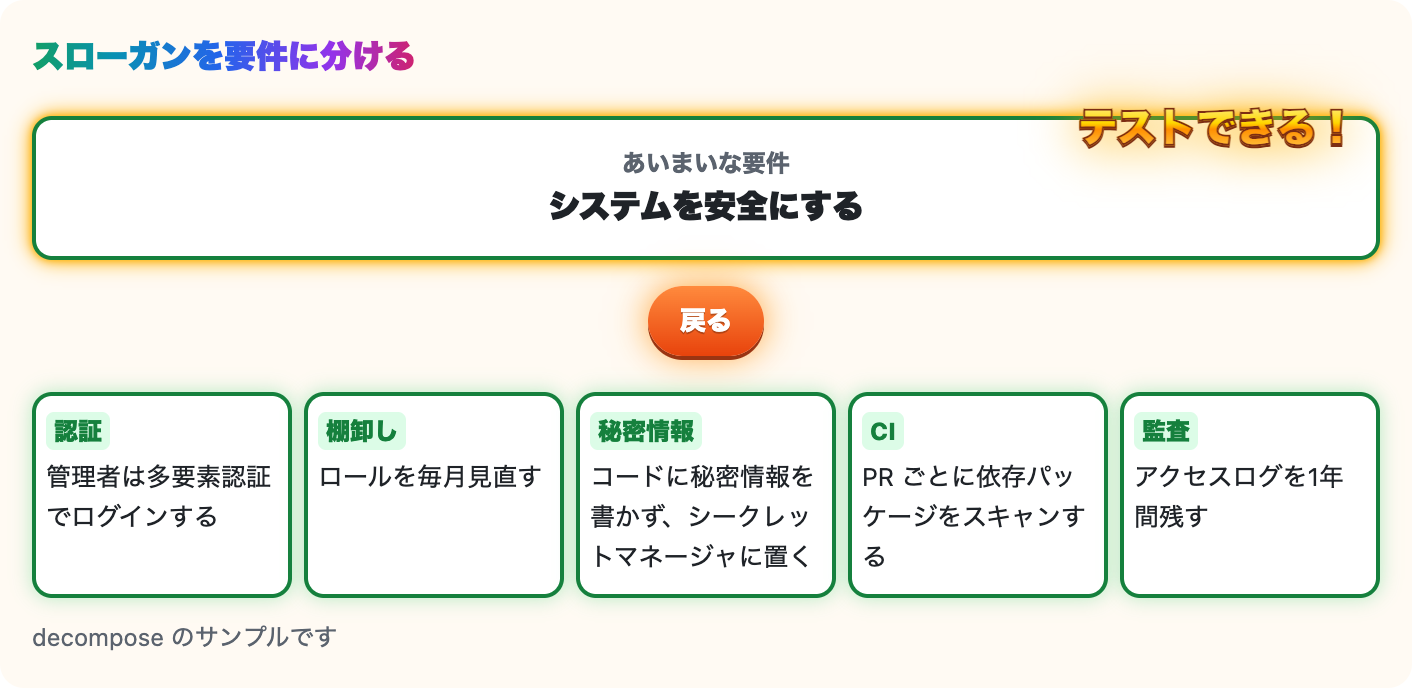 スローガンを要件に分ける
テストできる！
あいまいな要件
システムを安全にする
戻る
認証
管理者は多要素認証
でログインする
棚卸し
ロールを毎月見直す
秘密情報
コードに秘密情報を
書かず、シークレッ
トマネージャに置く
CI
PR ごとに依存パッ
ケージをスキャンす
る
監査
アクセスログを1年
間残す
decompose のサンプルです